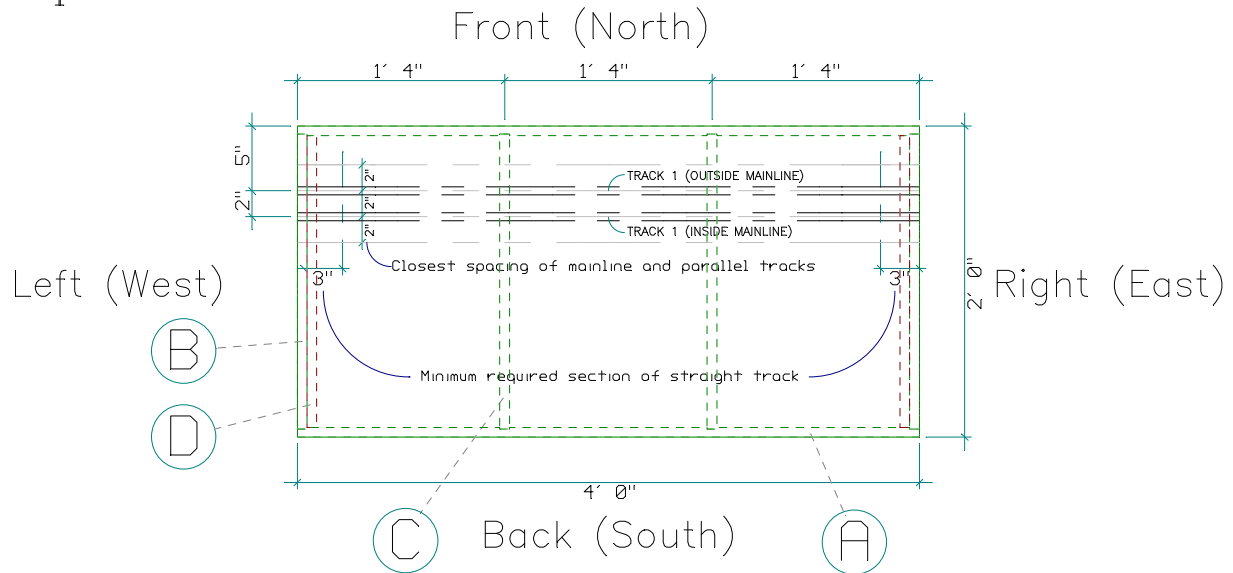 Front (North)
1' 4"
1' 4"
1' 4"
5"
2"
2"
TRACK 1 (OUTSIDE MAINLINE)
2"
2"
TRACK 1 (INSIDE MAINLINE)
Closest spacing of mainline and parallel tracks
3"
3"
Left (West)
2' 0"
Right (East)
B
Minimum required section of straight track
D
4' 0"
C
Back (South)
A